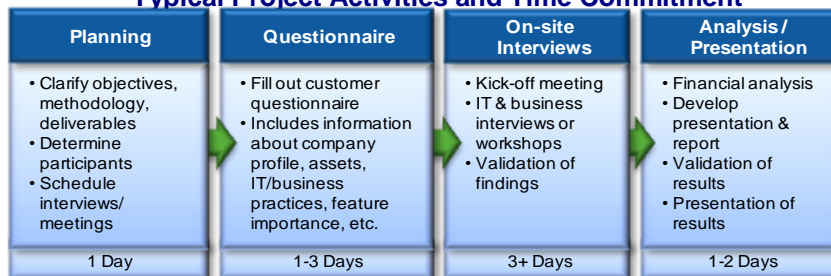 Typical Project Activities and Time Commitment
Planning
• Clarify objectives,
methodology,
deliverables
• Determine
participants
• Schedule
interviews/
meetings
1 Day
Questionnaire
• Fill out customer
questionnaire
• Includes information
about company
profile, assets,
IT/business
practices, feature
importance, etc.
1-3 Days
On-site
Interviews
• Kick-off meeting
• IT & business
interviews or
workshops
• Validation of
findings
3+ Days
Analysis /
Presentation
• Financial analysis
• Develop
presentation &
report
• Validation of
results
• Presentation of
results
1-2 Days